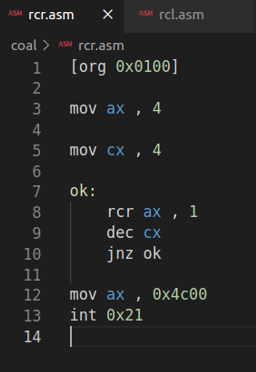 ASM rcr.asm × ASM rcl.asm
coal > ASM rcr.asm
1 [org 0x0100]
2
3 mov ax , 4
4
5 mov cx , 4
6
7 ok:
8 rcr ax , 1
9 dec cx
10 jnz ok
11
12 mov ax , 0x4c00
13 int 0x21
14